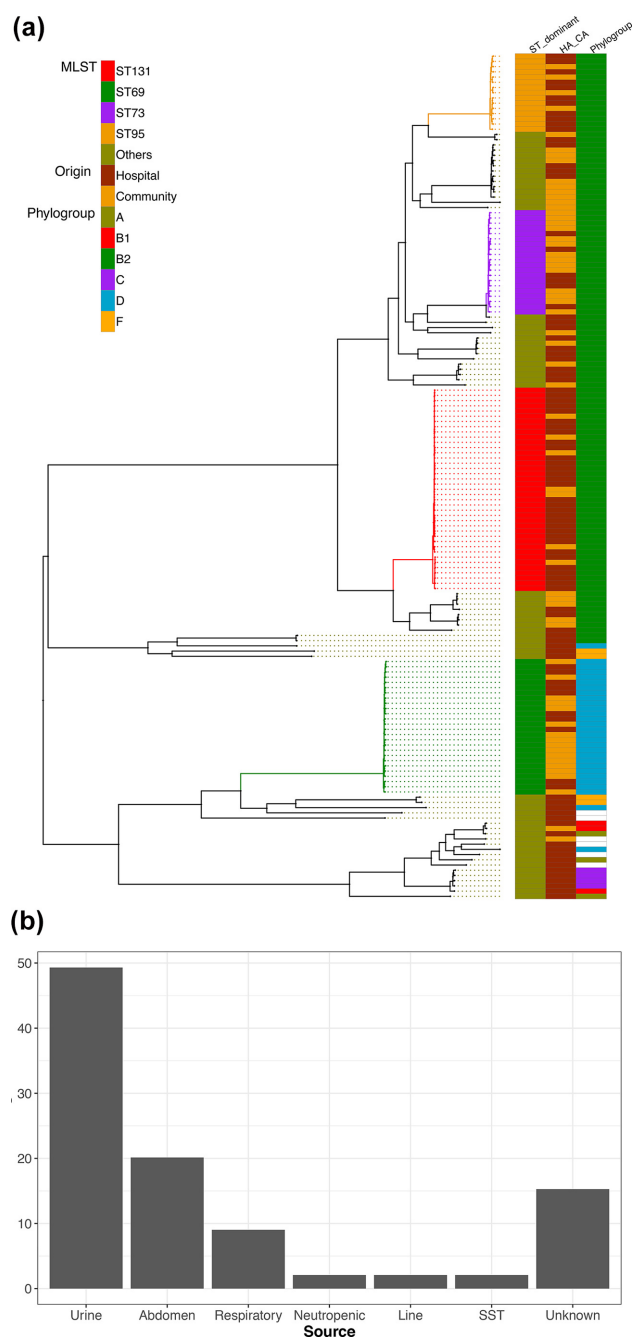 (a)
ST_dominant
HA_CA
Phylogroup
MLST
ST131
ST69
ST73
ST95
Others
Origin
Hospital
Community
Phylogroup
A
B1
B2
C
D
F
(b)
50
40
30
20
10
0
Urine Abdomen Respiratory Neutropenic Line SST Unknown
Source